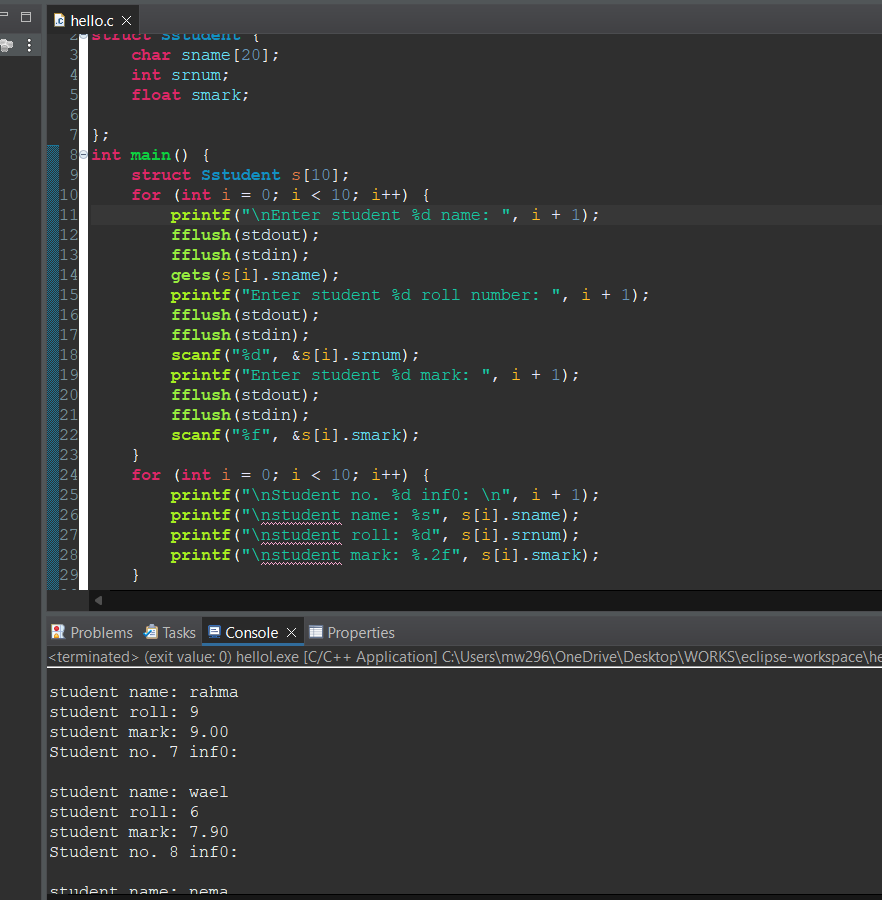 hello.c
2 struct Sstudent {
3     char sname[20];
4     int srnum;
5     float smark;
6
7 };
8 int main() {
9     struct Sstudent s[10];
10     for (int i = 0; i < 10; i++) {
11         printf("\nEnter student %d name: ", i + 1);
12         fflush(stdout);
13         fflush(stdin);
14         gets(s[i].sname);
15         printf("Enter student %d roll number: ", i + 1);
16         fflush(stdout);
17         fflush(stdin);
18         scanf("%d", &s[i].srnum);
19         printf("Enter student %d mark: ", i + 1);
20         fflush(stdout);
21         fflush(stdin);
22         scanf("%f", &s[i].smark);
23     }
24     for (int i = 0; i < 10; i++) {
25         printf("\nStudent no. %d inf0: \n", i + 1);
26         printf("\nstudent name: %s", s[i].sname);
27         printf("\nstudent roll: %d", s[i].srnum);
28         printf("\nstudent mark: %.2f", s[i].smark);
29     }
Problems Tasks Console Properties
<terminated> (exit value: 0) hellol.exe [C/C++ Application] C:\Users\mw296\OneDrive\Desktop\WORKS\eclipse-workspace\he
student name: rahma
student roll: 9
student mark: 9.00
Student no. 7 inf0:
student name: wael
student roll: 6
student mark: 7.90
Student no. 8 inf0:
student name: nema